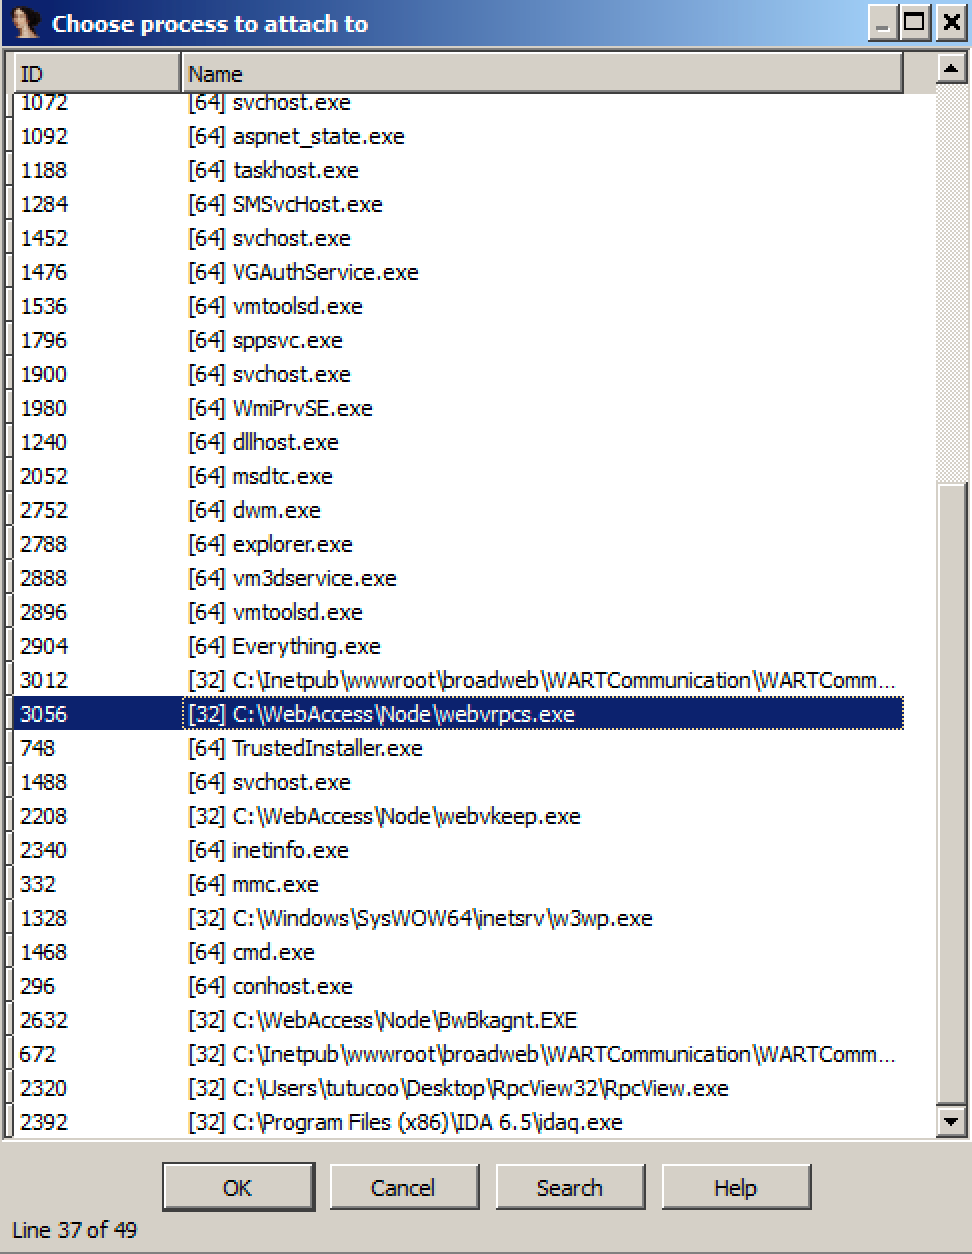 Choose process to attach to
ID Name
1072 [64] svchost.exe
1092 [64] aspnet_state.exe
1188 [64] taskhost.exe
1284 [64] SMSvcHost.exe
1452 [64] svchost.exe
1476 [64] VGAuthService.exe
1536 [64] vmtoolsd.exe
1796 [64] sppsvc.exe
1900 [64] svchost.exe
1980 [64] WmiPrvSE.exe
1240 [64] dllhost.exe
2052 [64] msdtc.exe
2752 [64] dwm.exe
2788 [64] explorer.exe
2888 [64] vm3dservice.exe
2896 [64] vmtoolsd.exe
2904 [64] Everything.exe
3012 [32] C:\Inetpub\wwwroot\broadweb\WARTCommunication\WARTComm...
3056 [32] C:\WebAccess\Node\webvrpcs.exe
748 [64] TrustedInstaller.exe
1488 [64] svchost.exe
2208 [32] C:\WebAccess\Node\webvkeep.exe
2340 [64] inetinfo.exe
332 [64] mmc.exe
1328 [32] C:\Windows\SysWOW64\inetsrv\w3wp.exe
1468 [64] cmd.exe
296 [64] conhost.exe
2632 [32] C:\WebAccess\Node\BwBkagnt.EXE
672 [32] C:\Inetpub\wwwroot\broadweb\WARTCommunication\WARTComm...
2320 [32] C:\Users\tutucoo\Desktop\RpcView32\RpcView.exe
2392 [32] C:\Program Files (x86)\IDA 6.5\idaq.exe
OK Cancel Search Help
Line 37 of 49